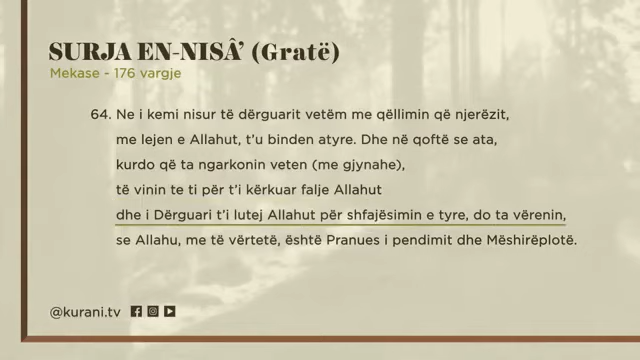 SURJA EN-NISÂ’ (Gratë)
Mekase - 176 vargje
64. Ne i kemi nisur të dërguarit vetëm me qëllimin që njerëzit,
me lejen e Allahut, t’u binden atyre. Dhe në qoftë se ata,
kurdo që ta ngarkonin veten (me gjynahe),
të vinin te ti për t’i kërkuar falje Allahut
dhe i Dërguari t’i lutej Allahut për shfajësimin e tyre, do ta vërenin,
se Allahu, me të vërtetë, është Pranues i pendimit dhe Mëshirëplotë.
@kurani.tv